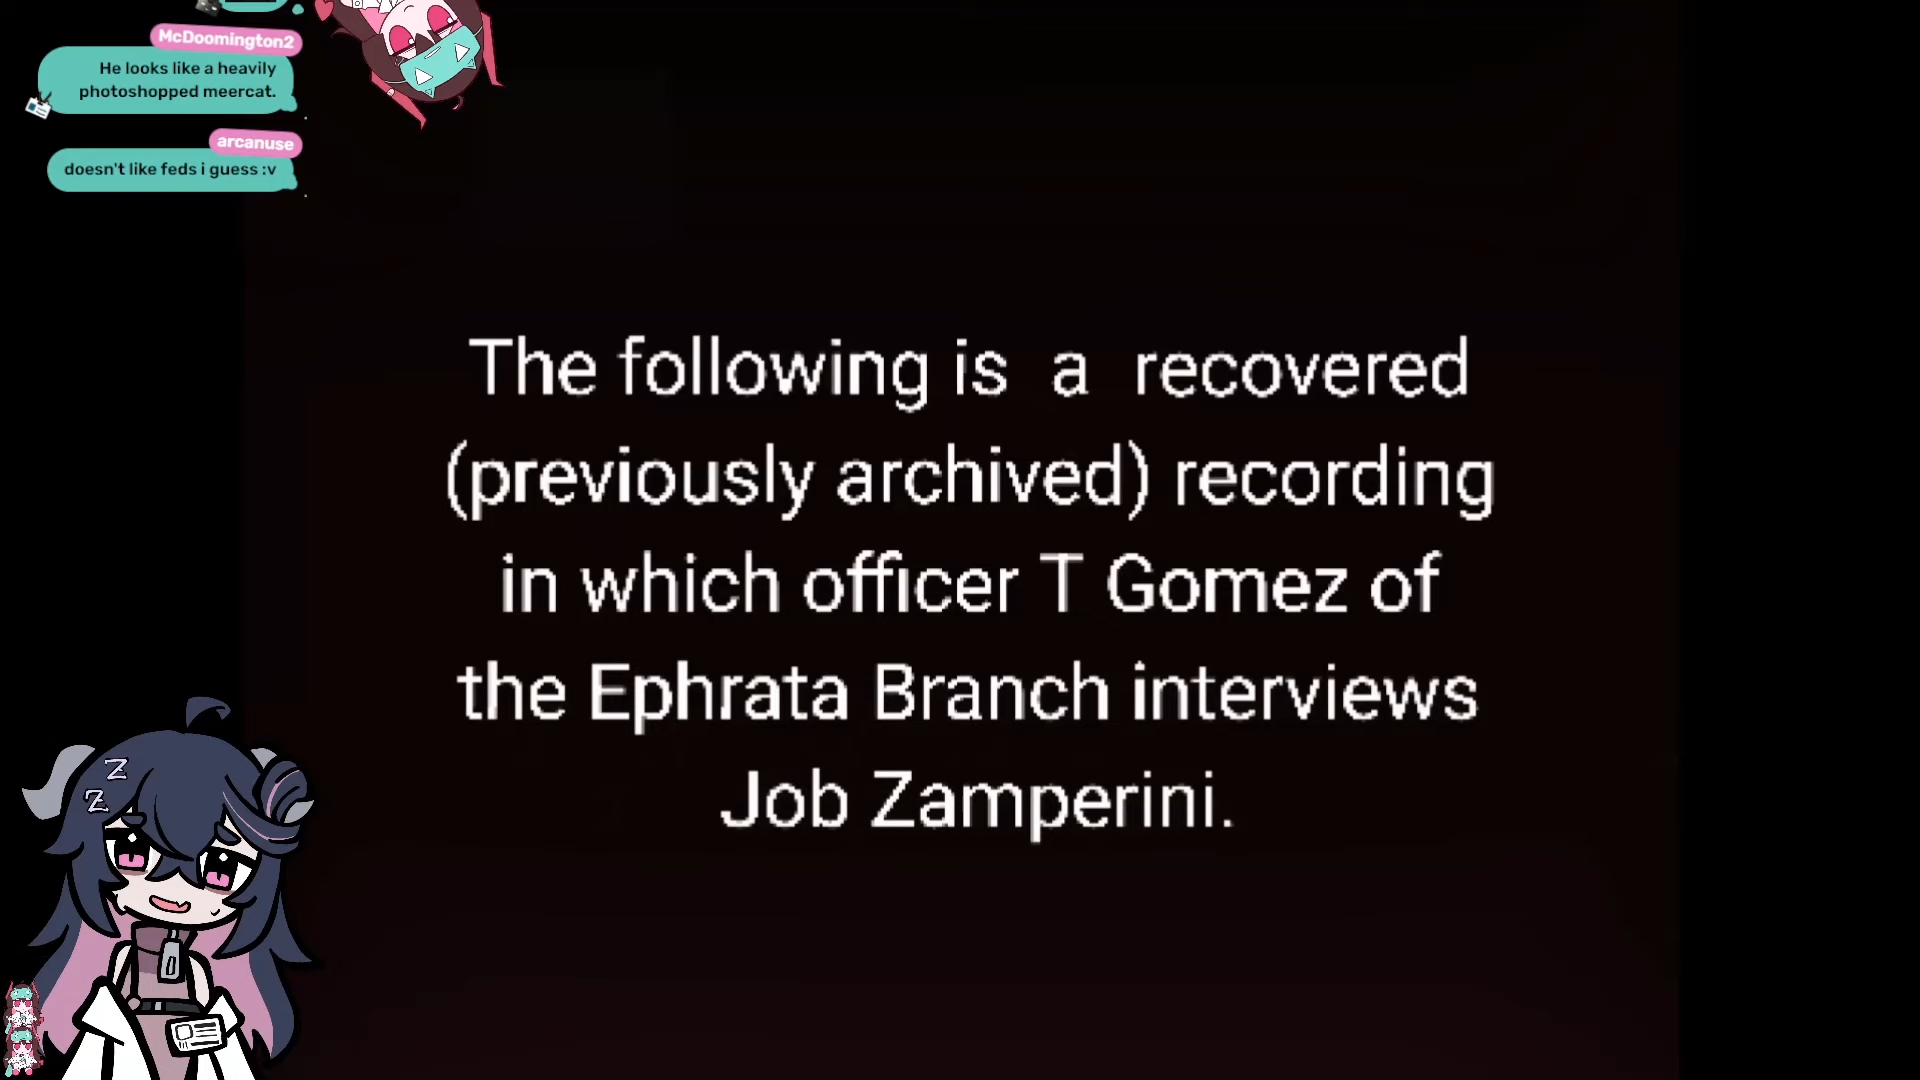 McDoomington2
He looks like a heavily
photoshopped meercat.
arcanuse
doesn't like feds i guess :v
The following is a recovered
(previously archived) recording
in which officer T Gomez of
the Ephrata Branch interviews
Job Zamperini.
Z
Z